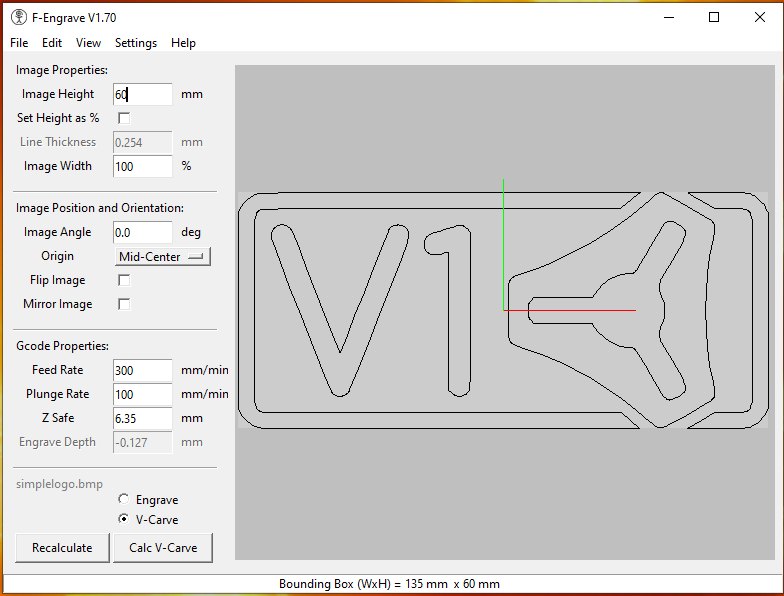 F-Engrave V1.70
File Edit View Settings Help
Image Properties:
Image Height 60 mm
Set Height as %
Line Thickness 0.254 mm
Image Width 100 %
Image Position and Orientation:
Image Angle 0.0 deg
Origin Mid-Center
Flip Image
Mirror Image
Gcode Properties:
Feed Rate 300 mm/min
Plunge Rate 100 mm/min
Z Safe 6.35 mm
Engrave Depth -0.127 mm
simplelogo.bmp
Engrave
V-Carve
Recalculate Calc V-Carve
V1
Bounding Box (WxH) = 135 mm x 60 mm